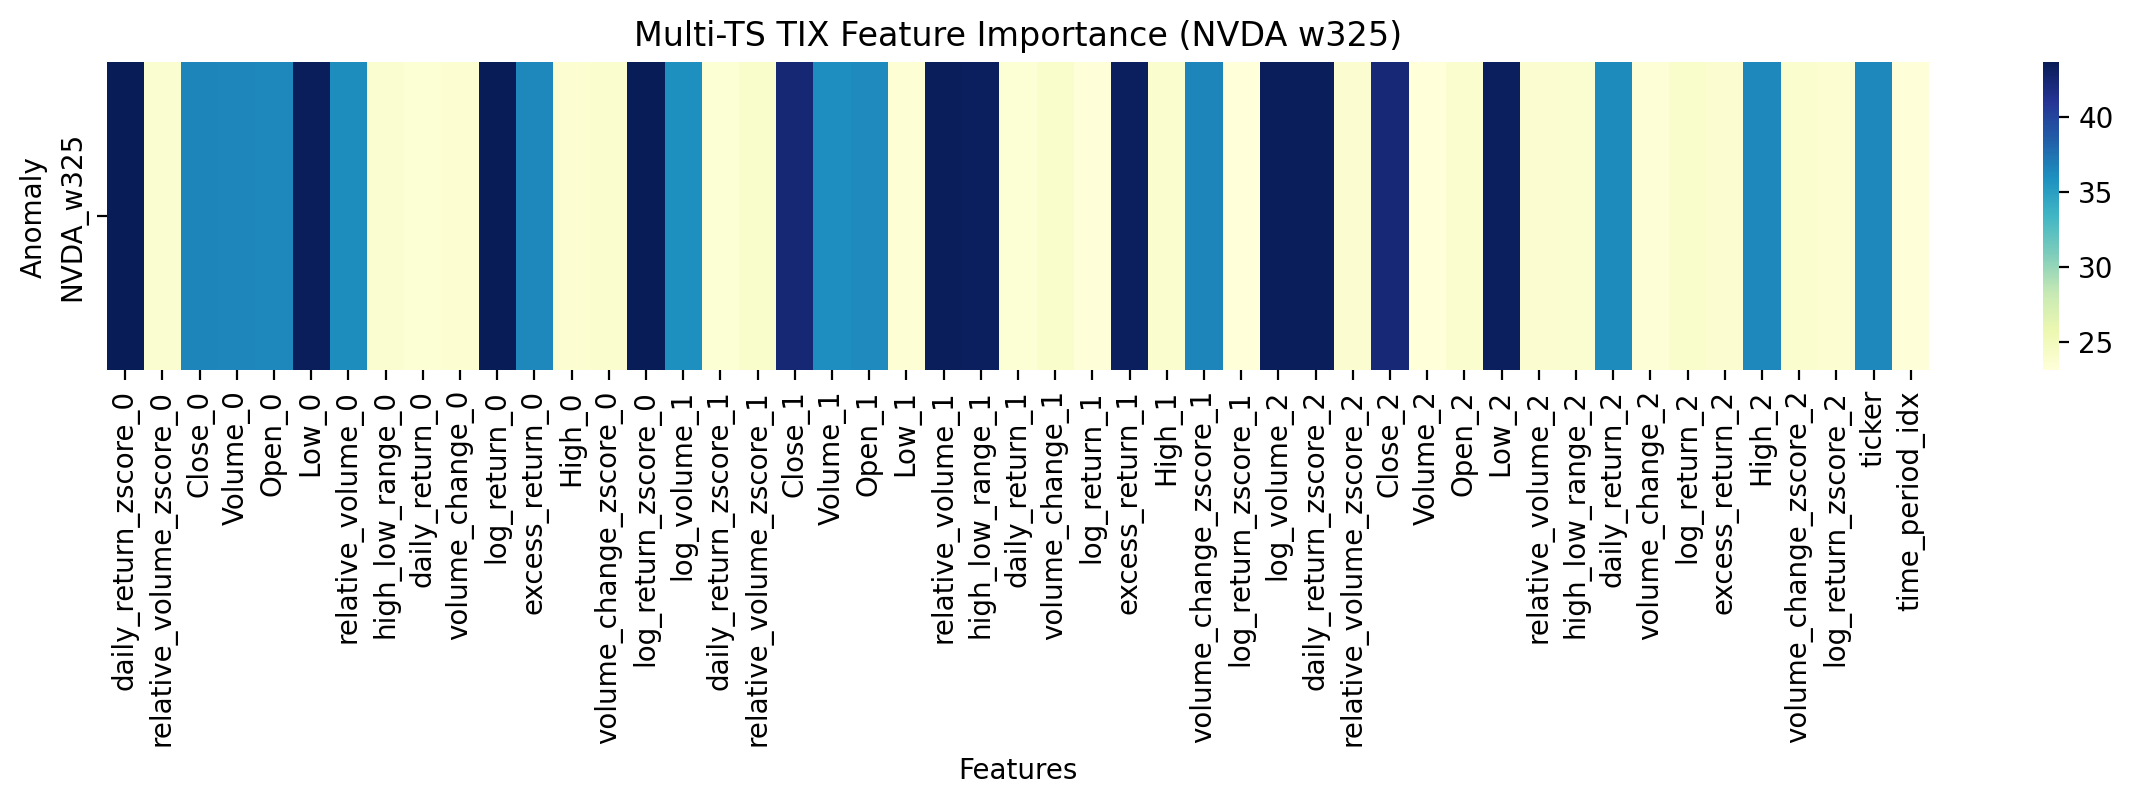 Multi-TS TIX Feature Importance (NVDA w325)
Anomaly
NVDA_w325
40
35
30
25
daily_return_zscore_0
relative_volume_zscore_0
Close_0
Volume_0
Open_0
Low_0
relative_volume_0
high_low_range_0
daily_return_0
volume_change_0
log_return_0
excess_return_0
High_0
volume_change_zscore_0
log_return_zscore_0
log_volume_1
daily_return_zscore_1
relative_volume_zscore_1
Close_1
Volume_1
Open_1
Low_1
relative_volume_1
high_low_range_1
daily_return_1
volume_change_1
log_return_1
excess_return_1
High_1
volume_change_zscore_1
log_return_zscore_1
log_volume_2
daily_return_zscore_2
relative_volume_zscore_2
Close_2
Volume_2
Open_2
Low_2
relative_volume_2
high_low_range_2
daily_return_2
volume_change_2
log_return_2
excess_return_2
High_2
volume_change_zscore_2
log_return_zscore_2
ticker
time_period_idx
Features